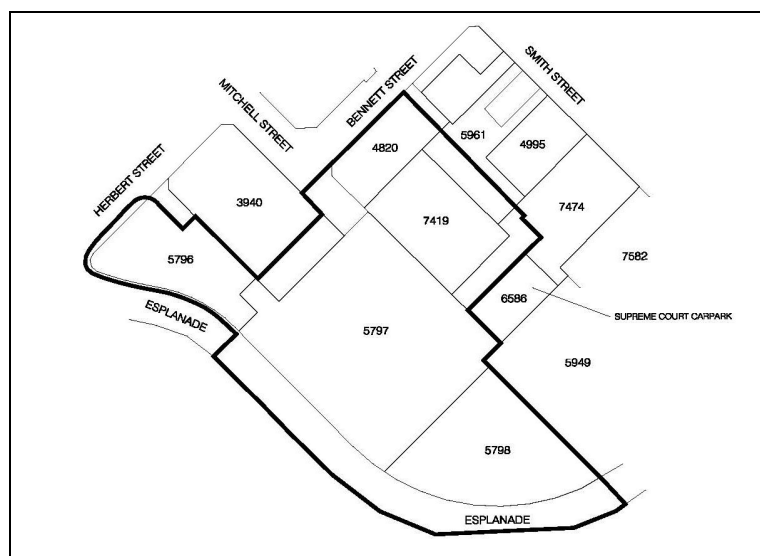 SMITH STREET
BENNETT STREET
MITCHELL STREET
HERBERT STREET
5961
4820
4995
3940
7474
7419
7582
5796
6586
SUPREME COURT CARPARK
ESPLANADE
5797
5949
5798
ESPLANADE